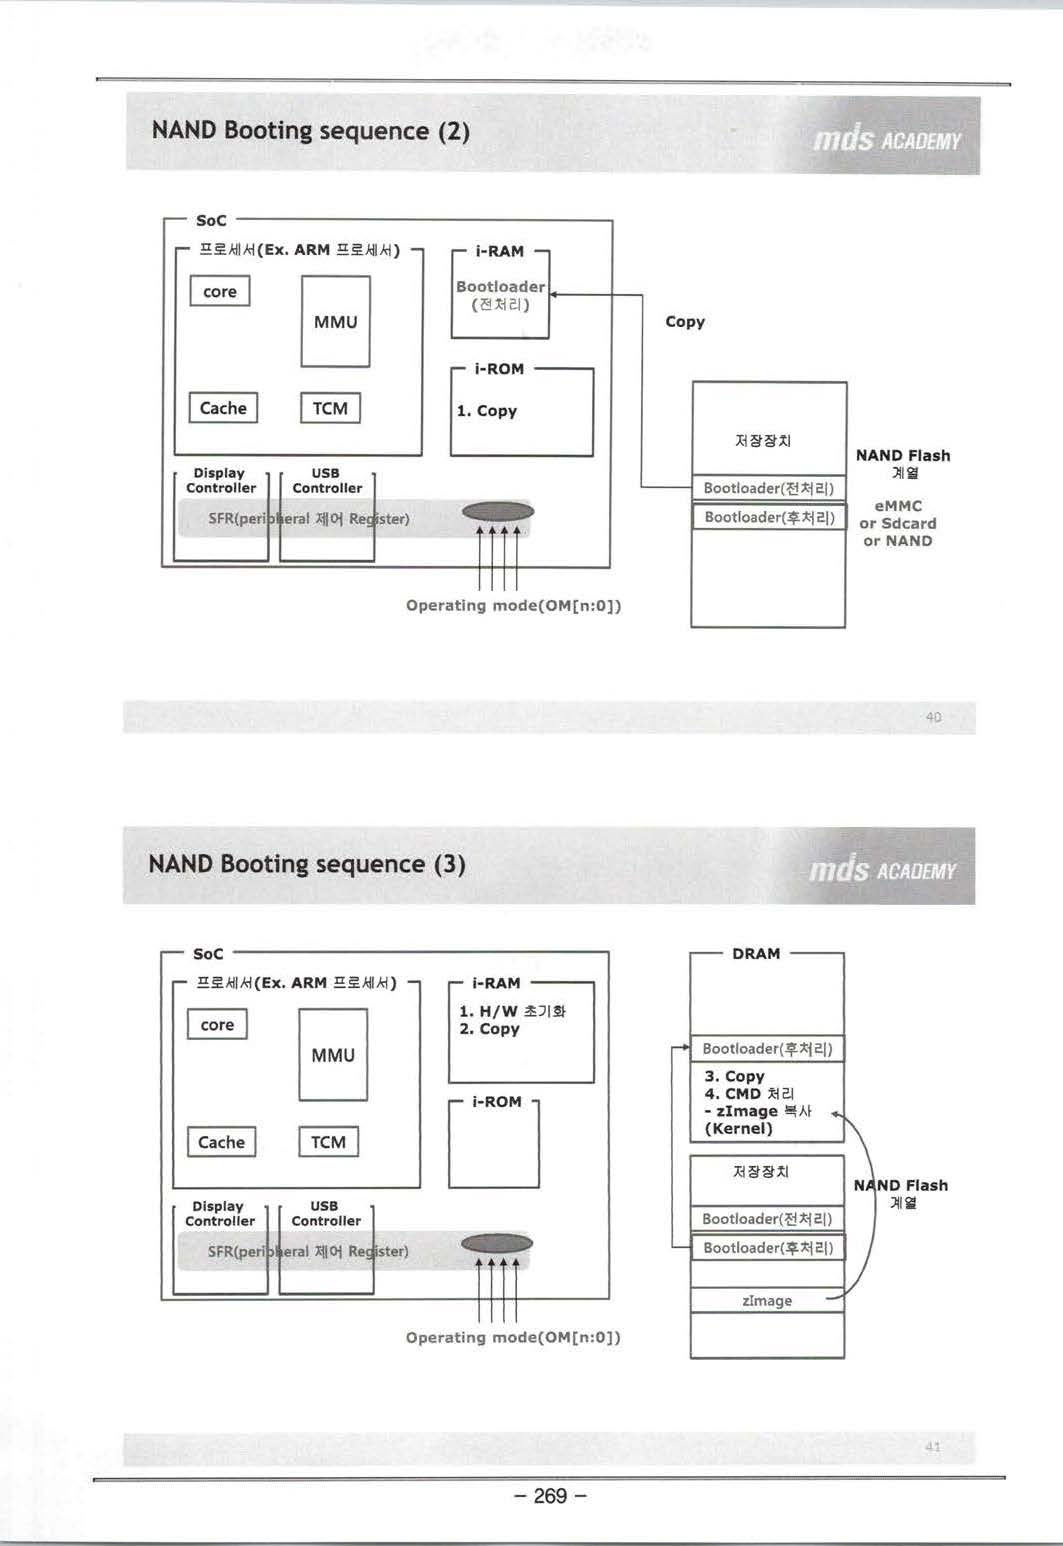 NAND Booting sequence (2)
mds ACADEMY
SoC
프로세서(Ex. ARM 프로세서)
core
MMU
Cache
TCM
i-RAM
Bootloader
(전처리)
i-ROM
1. Copy
Copy
저장장치
Bootloader(전처리)
Bootloader(후처리)
NAND Flash
계열
eMMC
or Sdcard
or NAND
Display
Controller
USB
Controller
SFR(peripheral 제어 Register)
Operating mode(OM[n:0])
40
NAND Booting sequence (3)
mds ACADEMY
SoC
프로세서(Ex. ARM 프로세서)
core
MMU
Cache
TCM
i-RAM
1. H/W 초기화
2. Copy
i-ROM
Display
Controller
USB
Controller
SFR(peripheral 제어 Register)
Operating mode(OM[n:0])
DRAM
Bootloader(후처리)
3. Copy
4. CMD 처리
- zImage 복사
(Kernel)
저장장치
NAND Flash
계열
Bootloader(전처리)
Bootloader(후처리)
zImage
41
- 269 -